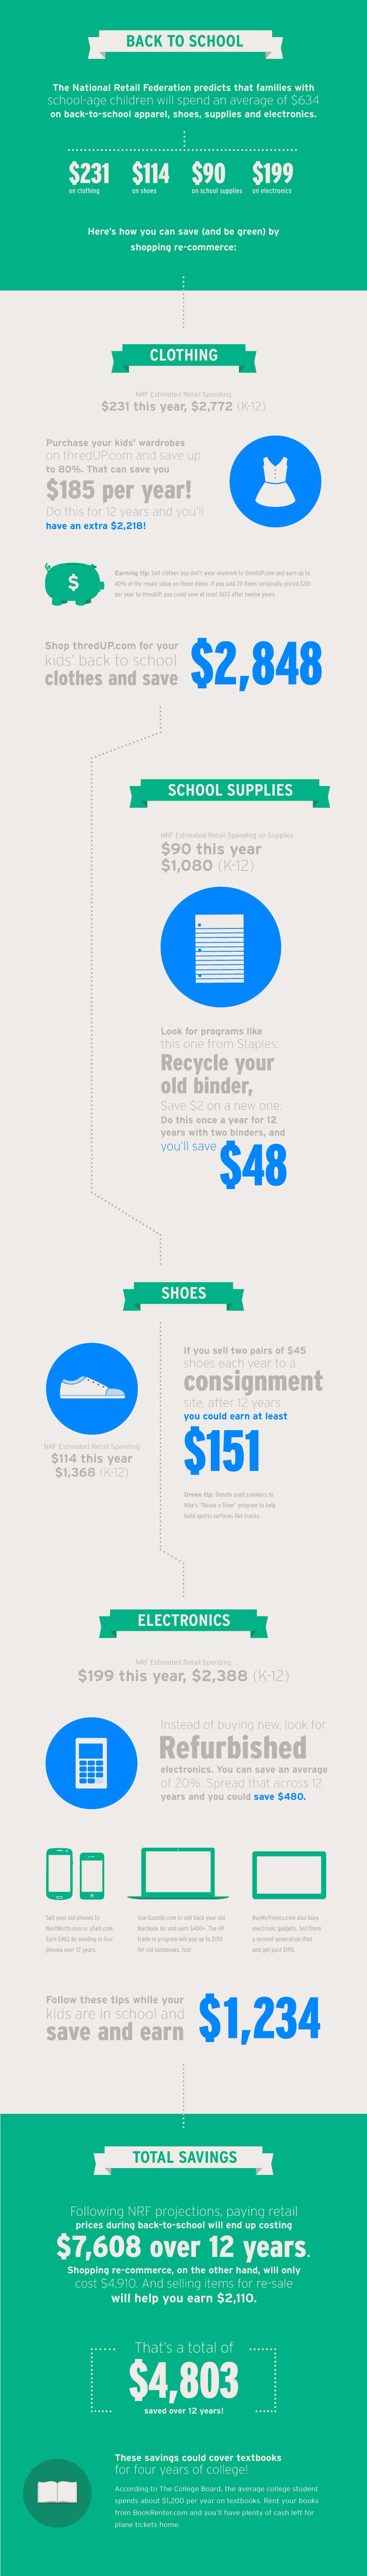 BACK TO SCHOOL
The National Retail Federation predicts that families with
school-age children will spend an average of $634
on back-to-school apparel, shoes, supplies and electronics.
$231 $114 $90 $199
on clothing on shoes on school supplies on electronics
Here's how you can save (and be green) by
shopping re-commerce:
CLOTHING
NRF Estimated Retail Spending
$231 this year, $2,772 (K-12)
Purchase your kids' wardrobes
on thredUP.com and save up
to 80%. That can save you
$185 per year!
Do this for 12 years and you'll
have an extra $2,218!
$
Earning tip: Sell clothes you don't wear anymore to thredUP.com and earn up to
40% of the resale value on those items. If you sold 20 items (originally priced $20)
per year to thredUP, you could save at least $672 after twelve years.
Shop thredUP.com for your
kids' back to school
clothes and save
$2,848
SCHOOL SUPPLIES
NRF Estimated Retail Spending on Supplies
$90 this year
$1,080 (K-12)
Look for programs like
this one from Staples:
Recycle your
old binder,
Save $2 on a new one.
Do this once a year for 12
years with two binders, and
you'll save $48
SHOES
NRF Estimated Retail Spending
$114 this year
$1,368 (K-12)
If you sell two pairs of $45
shoes each year to a
consignment
site, after 12 years
you could earn at least
$151
Green tip: Donate used sneakers to
Nike's "Reuse a Shoe" program to help
build sports surfaces like tracks.
ELECTRONICS
NRF Estimated Retail Spending
$199 this year, $2,388 (K-12)
Instead of buying new, look for
Refurbished
electronics. You can save an average
of 20%. Spread that across 12
years and you could save $480.
Sell your old phones to
NextWorth.com or uSell.com.
Earn $462 by sending in four
phones over 12 years.
Use Gazelle.com to sell back your old
Macbook Air and earn $400+. The HP
trade-in program will pay up to $150
for old notebooks, too!
BuyMyTronics.com also buys
electronic gadgets. Sell them
a second-generation iPad
and get paid $195.
Follow these tips while your
kids are in school and
save and earn
$1,234
TOTAL SAVINGS
Following NRF projections, paying retail
prices during back-to-school will end up costing
$7,608 over 12 years.
Shopping re-commerce, on the other hand, will only
cost $4,910. And selling items for re-sale
will help you earn $2,110.
That's a total of
$4,803
saved over 12 years!
These savings could cover textbooks
for four years of college!
According to The College Board, the average college student
spends about $1,200 per year on textbooks. Rent your books
from BookRenter.com and you'll have plenty of cash left for
plane tickets home.